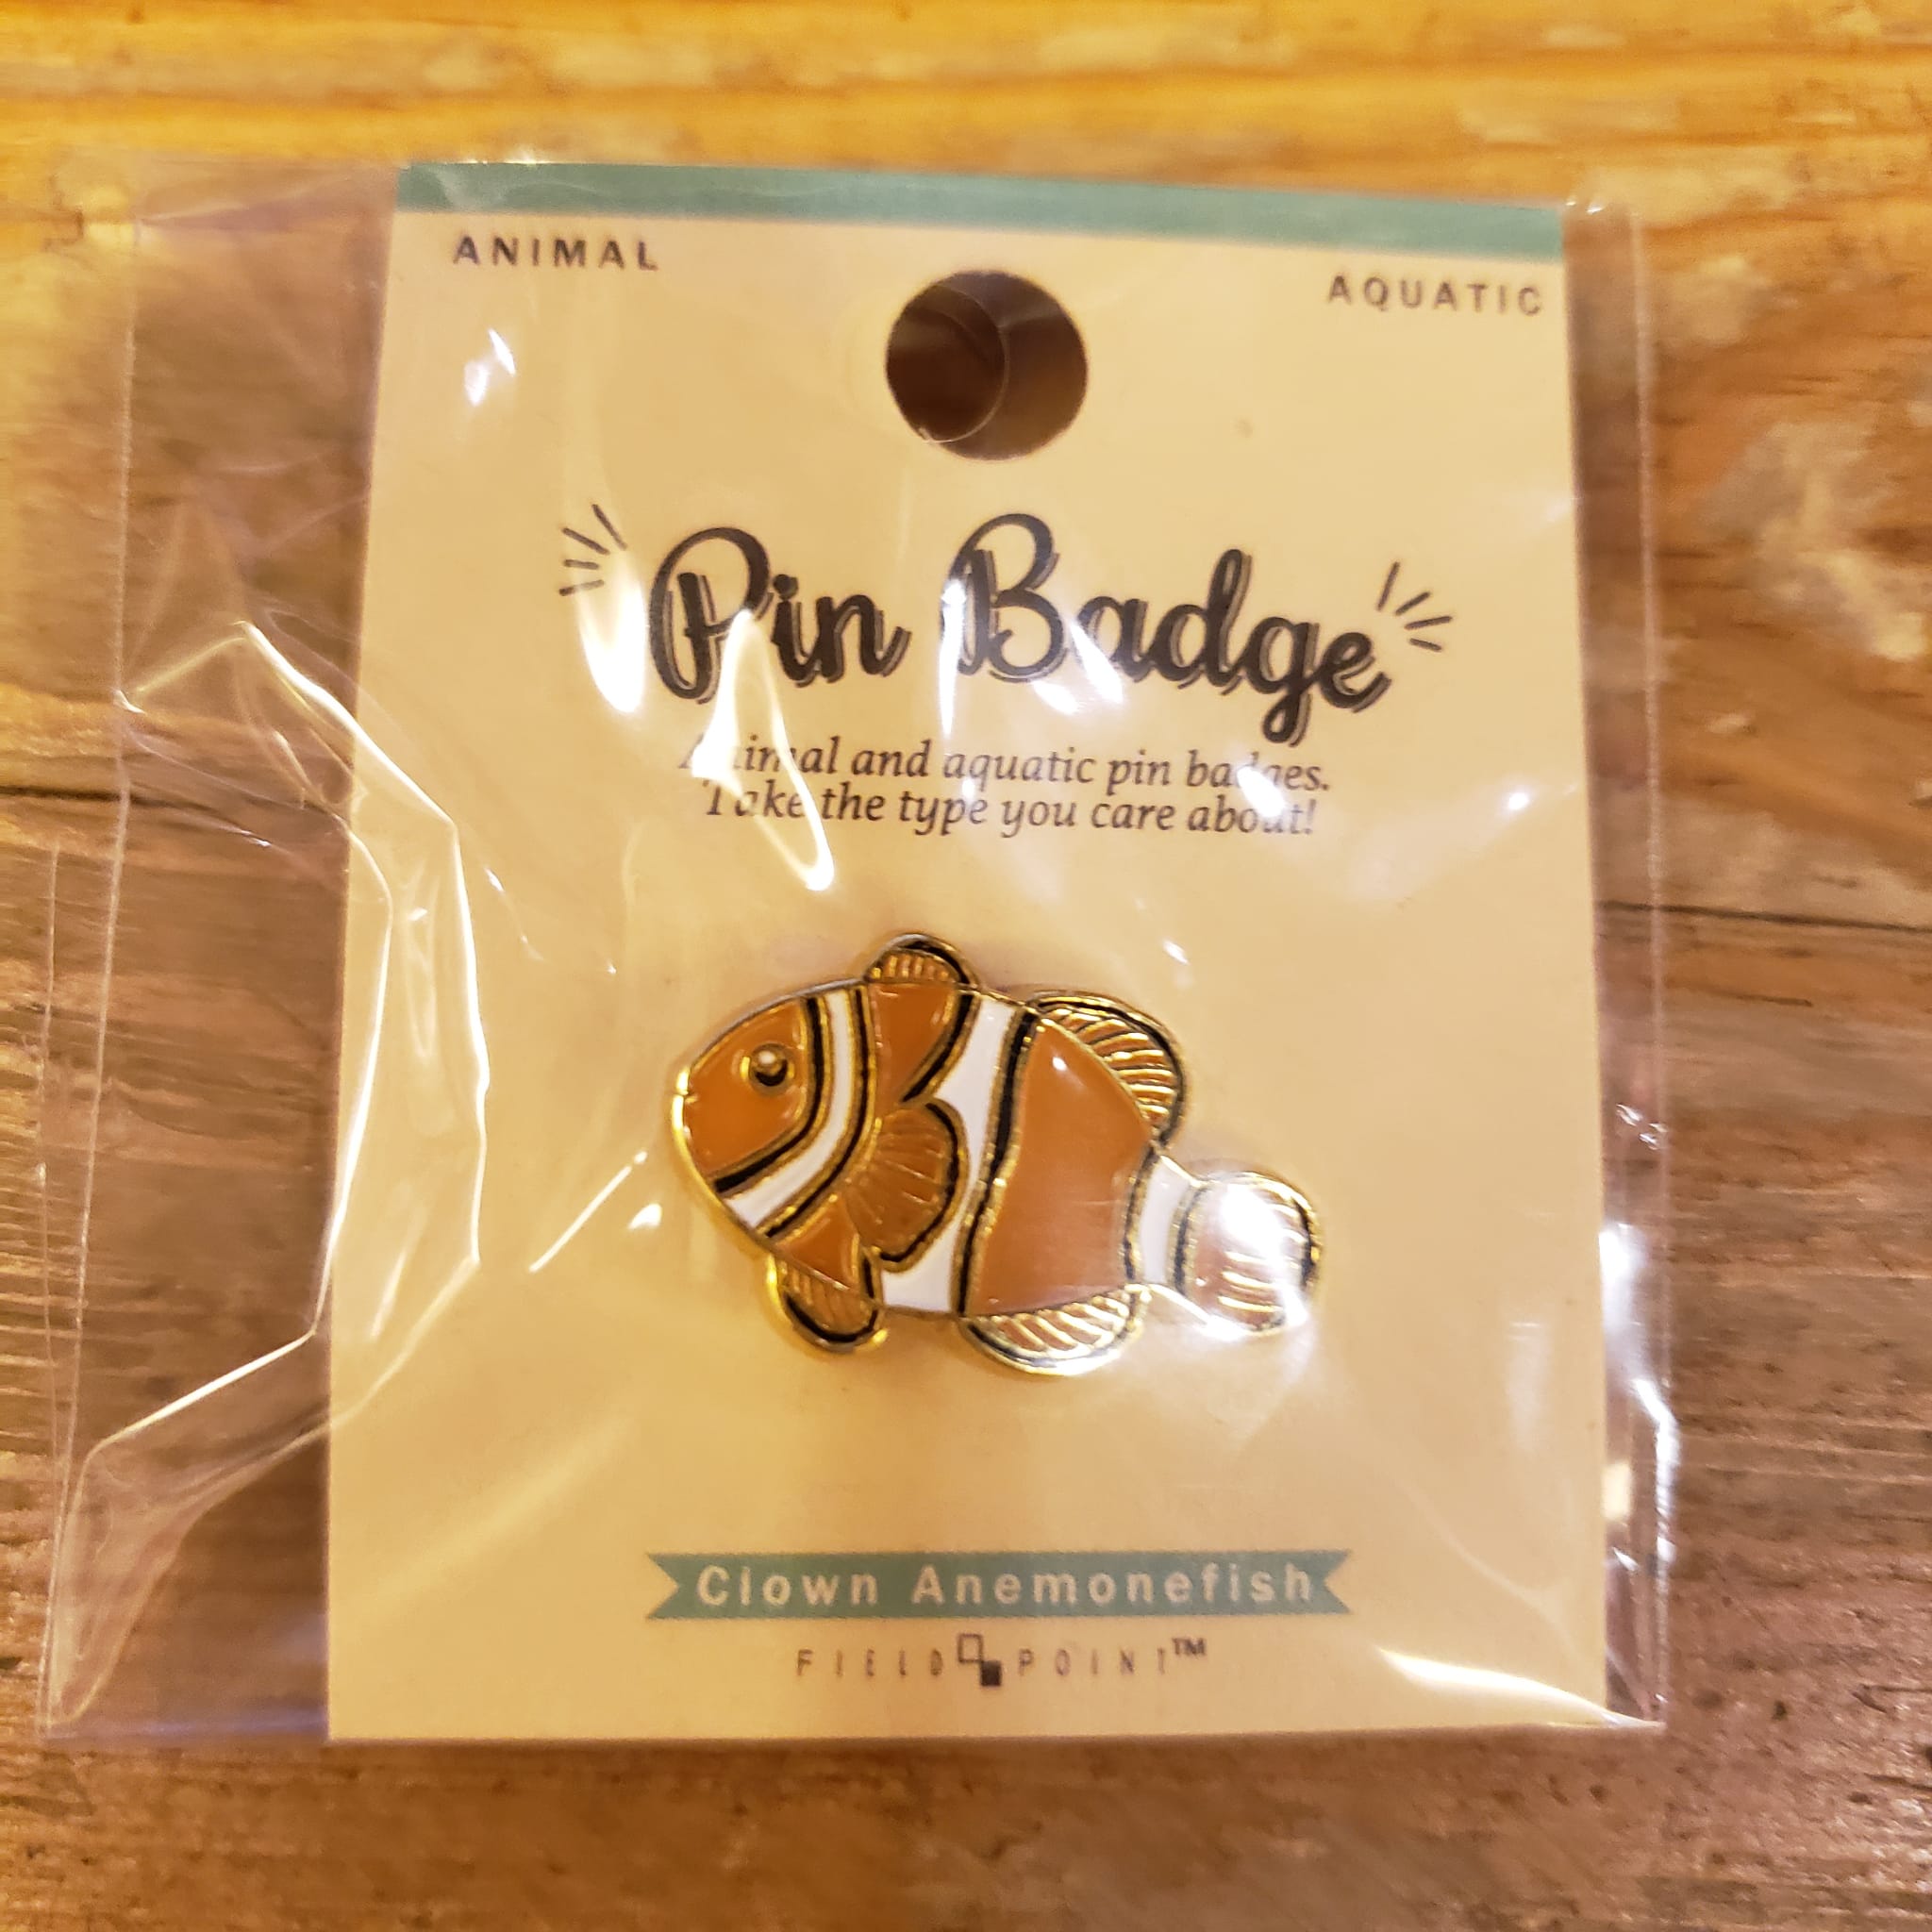 ANIMAL
AQUATIC
Pin Badge
Animal and aquatic pin badges.
Take the type you care about!
Clown Anemonefish
FIELD POINT™